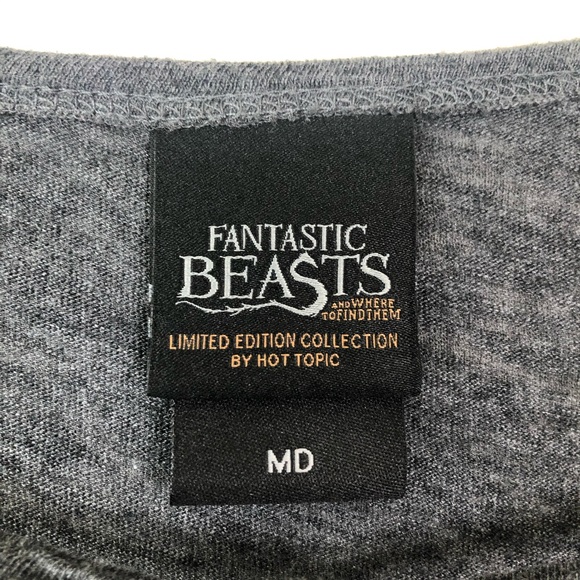 FANTASTIC
BEASTS
AND WHERE
TO FIND THEM
LIMITED EDITION COLLECTION
BY HOT TOPIC
MD